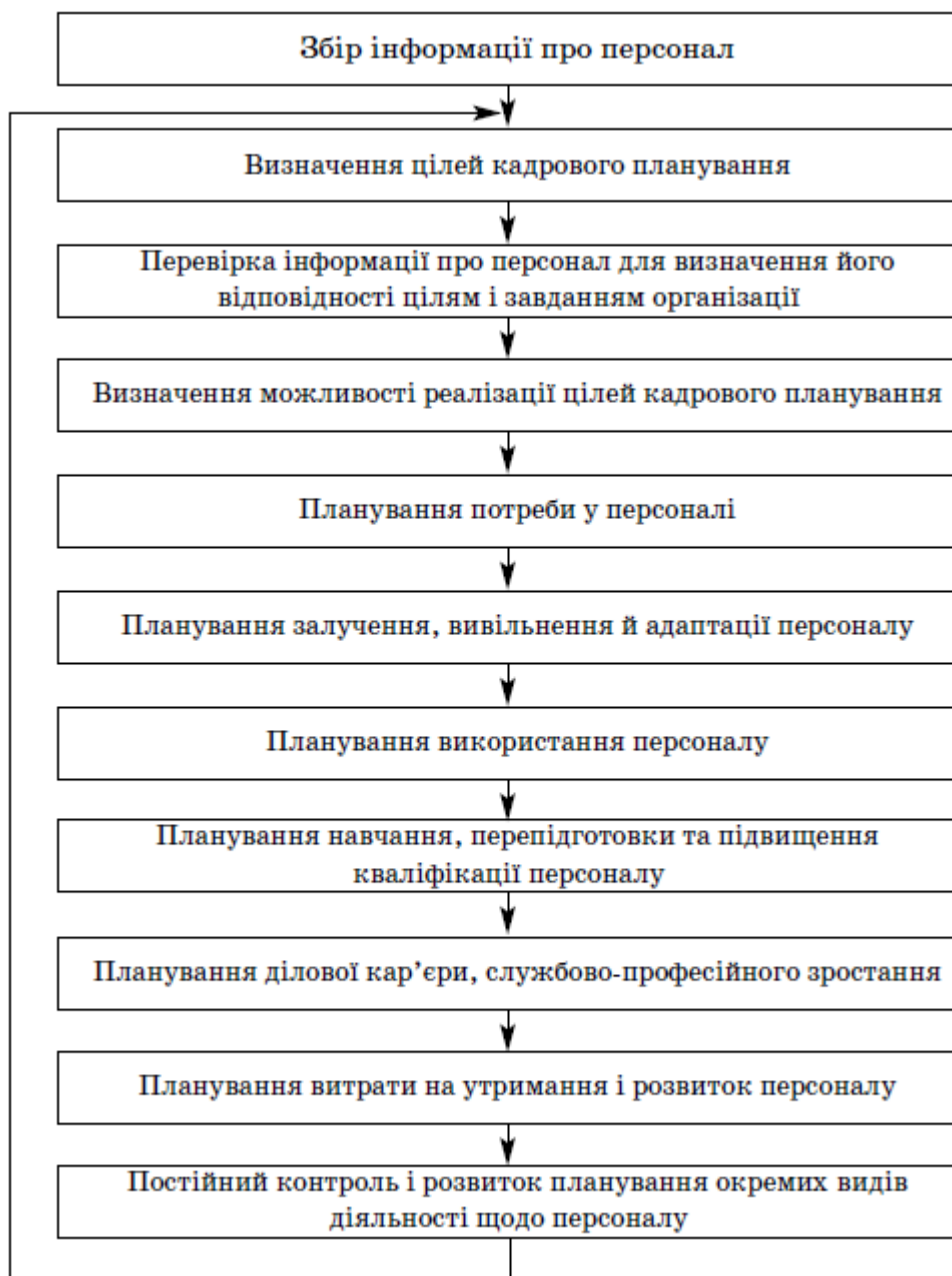 Збір інформації про персонал
Визначення цілей кадрового планування
Перевірка інформації про персонал для визначення його
відповідності цілям і завданням організації
Визначення можливості реалізації цілей кадрового планування
Планування потреби у персоналі
Планування залучення, вивільнення й адаптації персоналу
Планування використання персоналу
Планування навчання, перепідготовки та підвищення
кваліфікації персоналу
Планування ділової кар’єри, службово-професійного зростання
Планування витрати на утримання і розвиток персоналу
Постійний контроль і розвиток планування окремих видів
діяльності щодо персоналу